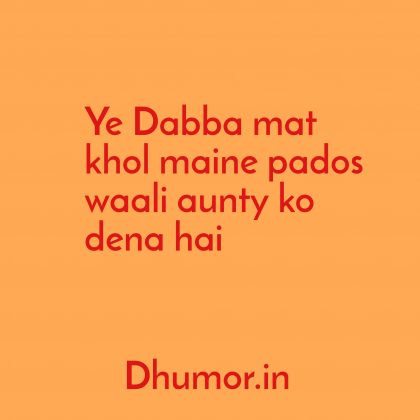 Ye Dabba mat
khol maine pados
waali aunty ko
dena hai
Dhumor.in